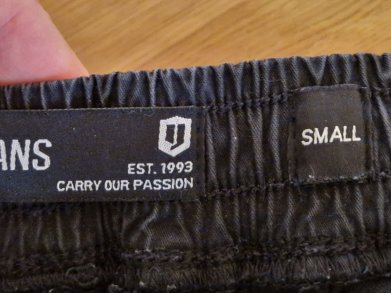 ANS
EST. 1993
CARRY OUR PASSION
SMALL